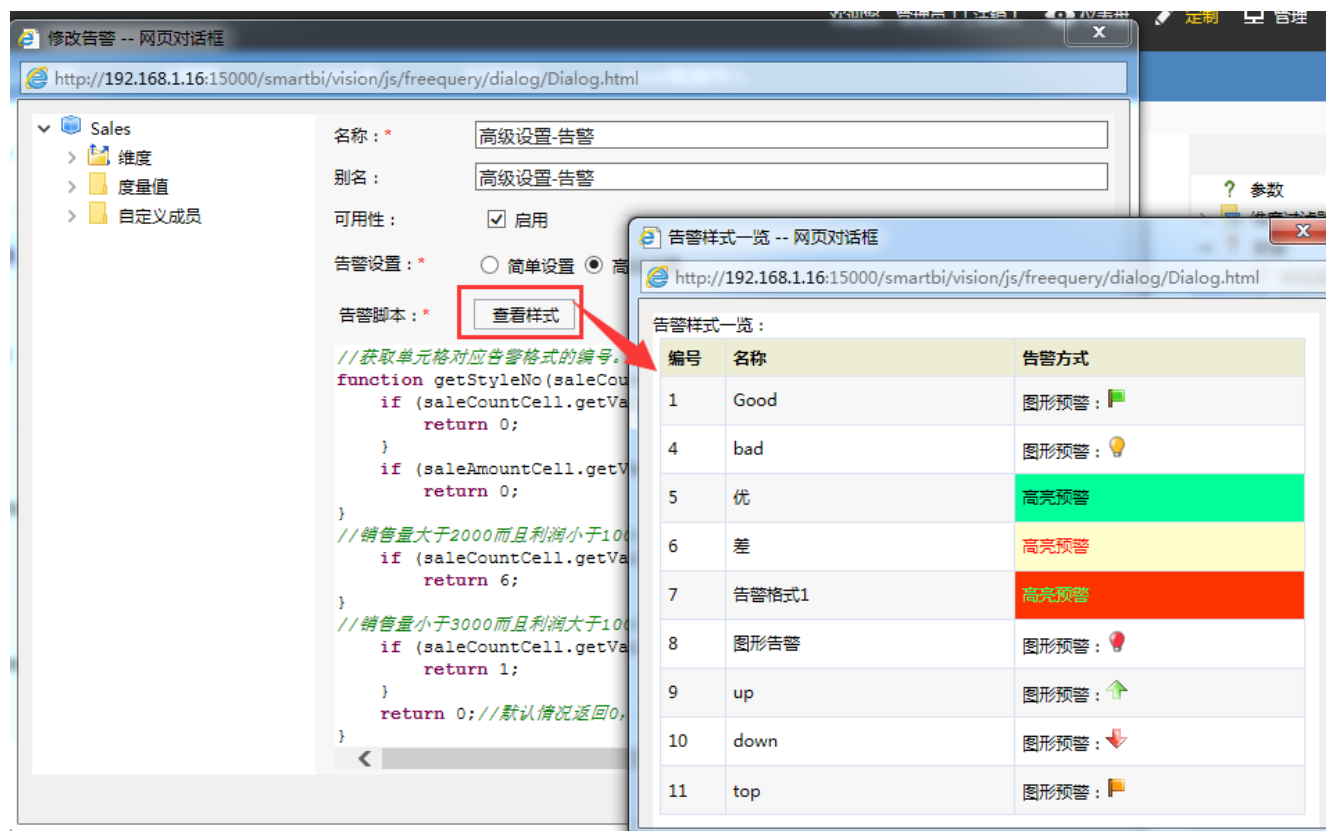 定制 管理
修改告警 -- 网页对话框
http://192.168.1.16:15000/smartbi/vision/js/freequery/dialog/Dialog.html
Sales
维度
度量值
自定义成员
名称：* 高级设置-告警
别名： 高级设置-告警
可用性： 启用
告警设置：* 简单设置 高
告警脚本：* 查看样式
//获取单元格对应告警格式的编号。
function getStyleNo(saleCou
if (saleCountCell.getVa
return 0;
}
if (saleAmountCell.getV
return 0;
}
//销售量大于2000而且利润小于100
if (saleCountCell.getVa
return 6;
}
//销售量小于3000而且利润大于100
if (saleCountCell.getVa
return 1;
}
return 0;//默认情况返回0,
}
参数
告警样式一览 -- 网页对话框
http://192.168.1.16:15000/smartbi/vision/js/freequery/dialog/Dialog.html
告警样式一览：
编号 名称 告警方式
1 Good 图形预警：
4 bad 图形预警：
5 优 高亮预警
6 差 高亮预警
7 告警格式1 高亮预警
8 图形告警 图形预警：
9 up 图形预警：
10 down 图形预警：
11 top 图形预警：